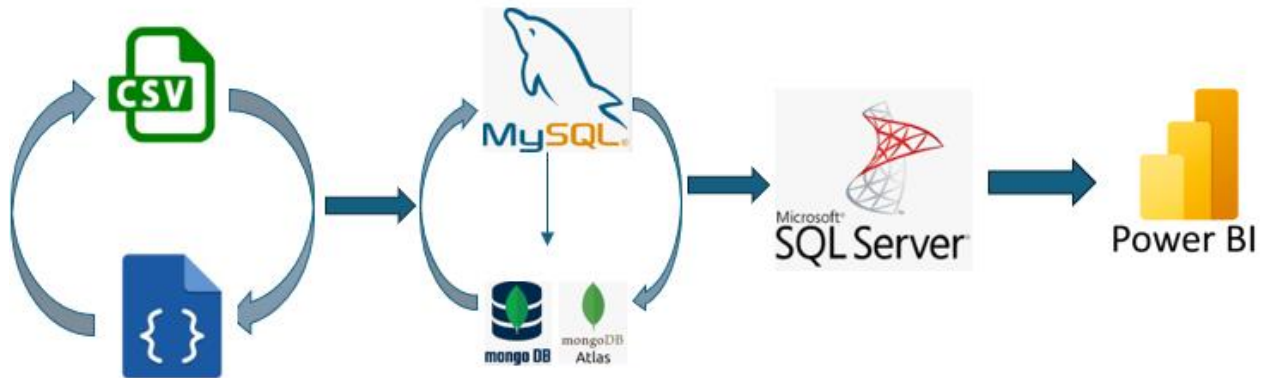 CSV
{ }
MySQL®
mongo DB
mongoDB
Atlas
Microsoft®
SQL Server®
Power BI